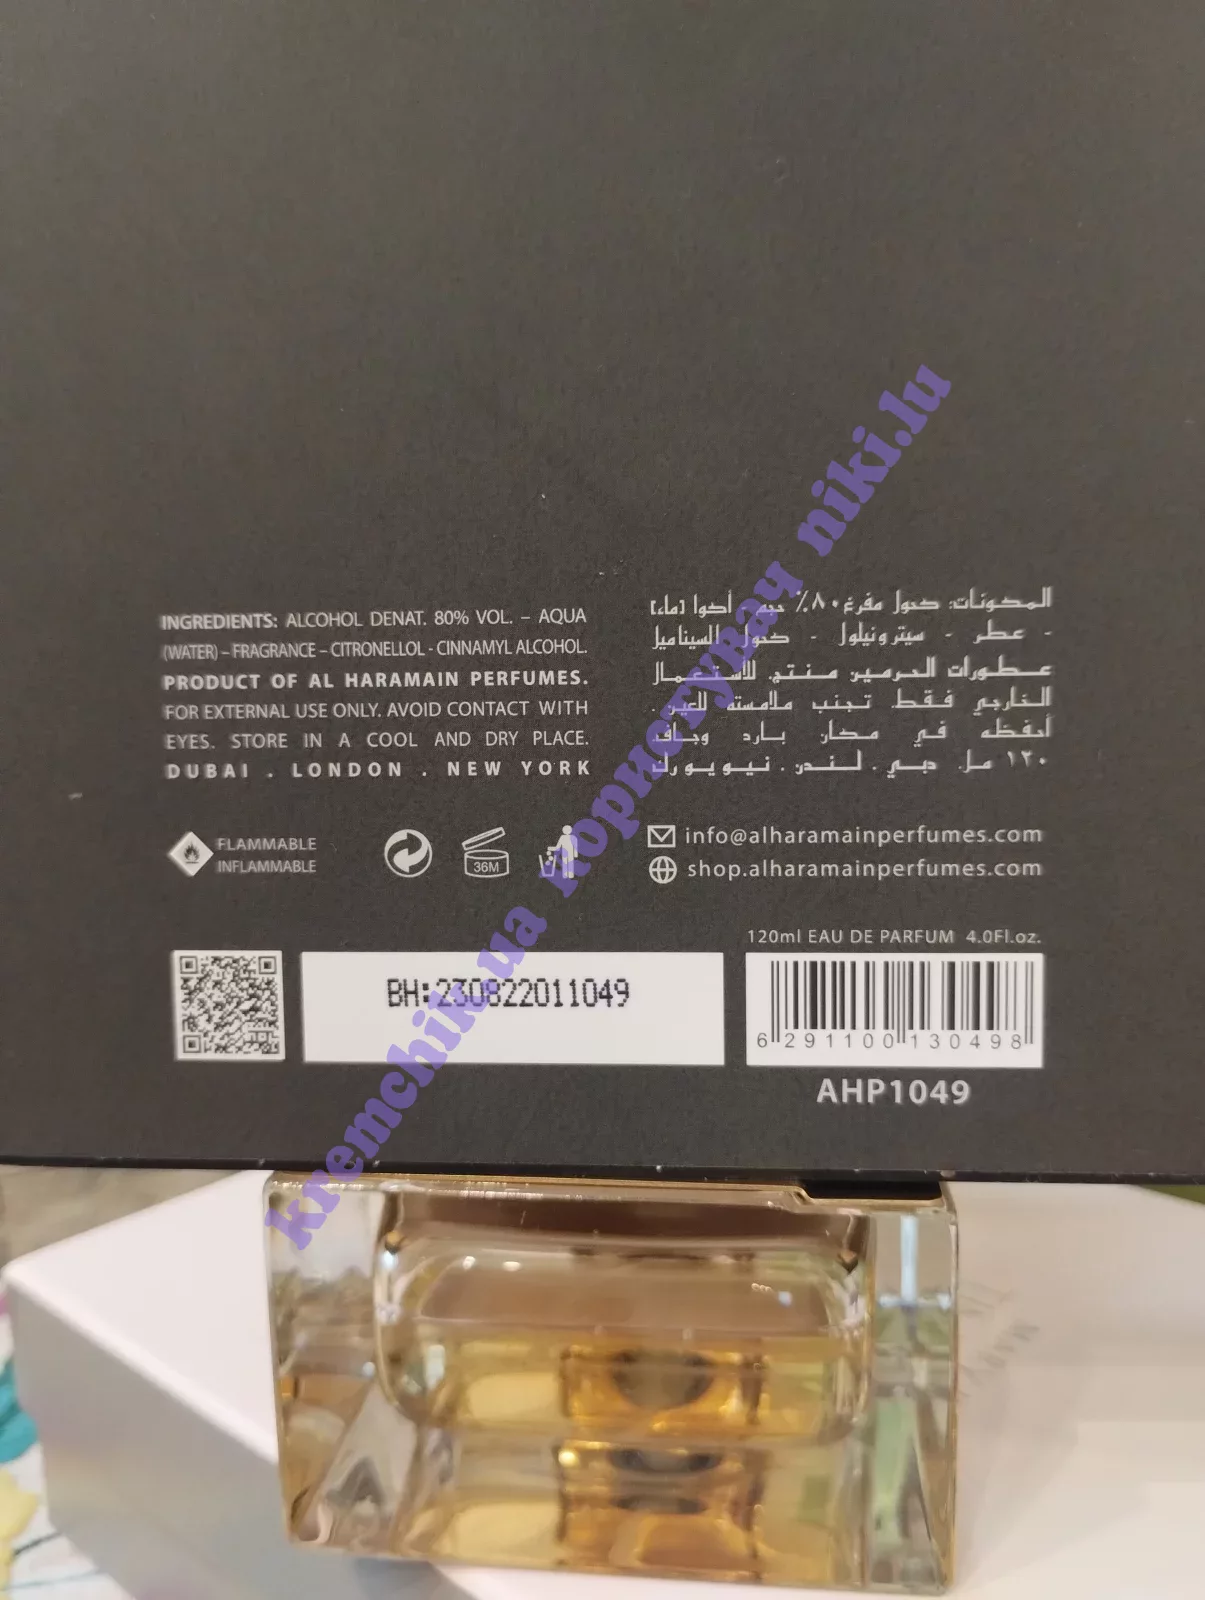 INGREDIENTS: ALCOHOL DENAT. 80% VOL. – AQUA
(WATER) – FRAGRANCE – CITRONELLOL - CINNAMYL ALCOHOL.
PRODUCT OF AL HARAMAIN PERFUMES.
FOR EXTERNAL USE ONLY. AVOID CONTACT WITH
EYES. STORE IN A COOL AND DRY PLACE.
DUBAI . LONDON . NEW YORK
المكونات: كحول مفرغ ٨٠٪ حجم - أكوا (ماء)
- عطر - سيترونيلول - كحول السيناميل
عطورات الحرمين منتج للاستعمال
الخارجي فقط. تجنب ملامسته للعين .
أحفظه في مكان بارد وجاف.
١٢٠ مل. دبي . لندن . نيويورك
FLAMMABLE
INFLAMMABLE
36M
info@alharamainperfumes.com
shop.alharamainperfumes.com
120ml EAU DE PARFUM 4.0Fl.oz.
BH:230822011049
6 291100 130498
AHP1049
kremchik.ua користувач niki.lu